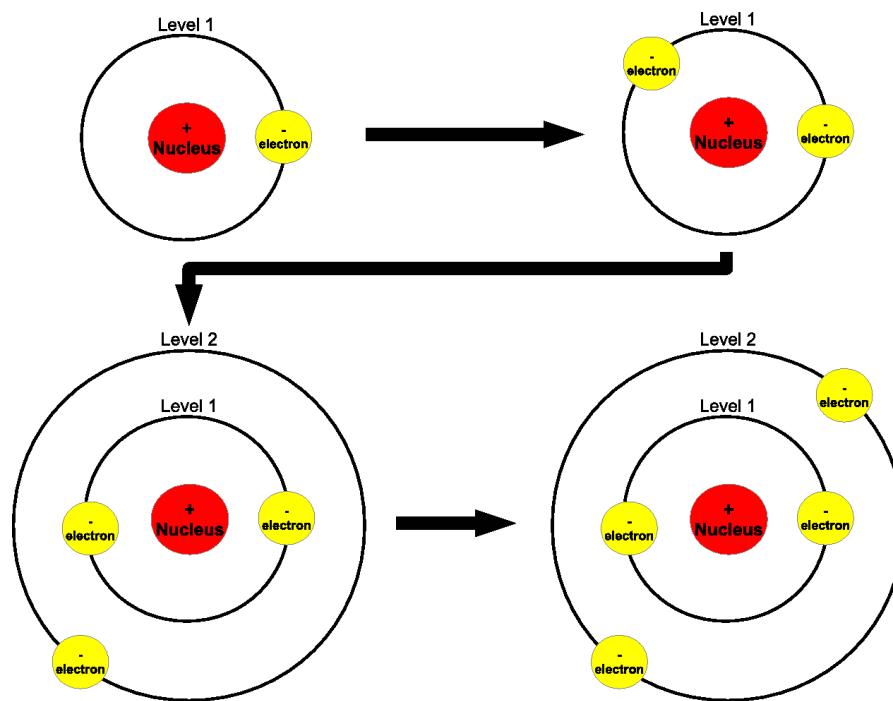 Level 1
+
Nucleus
-
electron
Level 1
-
electron
+
Nucleus
-
electron
Level 2
Level 1
+
Nucleus
-
electron
-
electron
-
electron
Level 2
-
electron
Level 1
+
Nucleus
-
electron
-
electron
-
electron